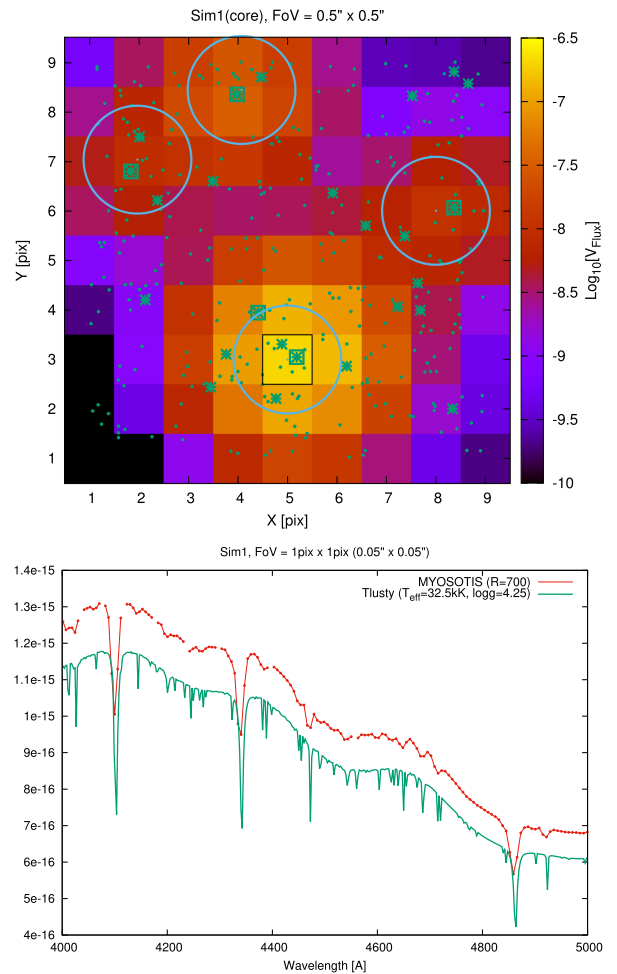 Sim1(core), FoV = 0.5" x 0.5"
9
8
7
6
5
4
3
2
1
Y [pix]
1 2 3 4 5 6 7 8 9
X [pix]
-6.5
-7
-7.5
-8
-8.5
-9
-9.5
-10
Log10[VFlux]
Sim1, FoV = 1pix x 1pix (0.05" x 0.05")
1.4e-15
1.3e-15
1.2e-15
1.1e-15
1e-15
9e-16
8e-16
7e-16
6e-16
5e-16
4e-16
MYOSOTIS (R=700)
Tlusty (Teff=32.5kK, logg=4.25)
4000 4200 4400 4600 4800 5000
Wavelength [A]